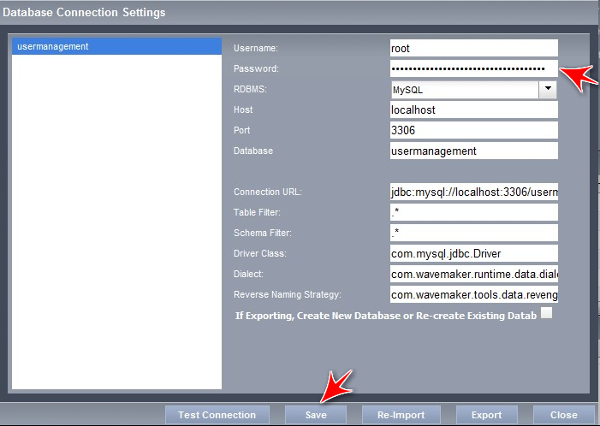 Database Connection Settings
usermanagement
Username: root
Password: ••••••••••••••••••••••••••••••••••••
RDBMS: MySQL
Host localhost
Port 3306
Database usermanagement
Connection URL: jdbc:mysql://localhost:3306/userm
Table Filter: .*
Schema Filter: .*
Driver Class: com.mysql.jdbc.Driver
Dialect: com.wavemaker.runtime.data.diale
Reverse Naming Strategy: com.wavemaker.tools.data.reveng
If Exporting, Create New Database or Re-create Existing Datab
Test Connection Save Re-Import Export Close